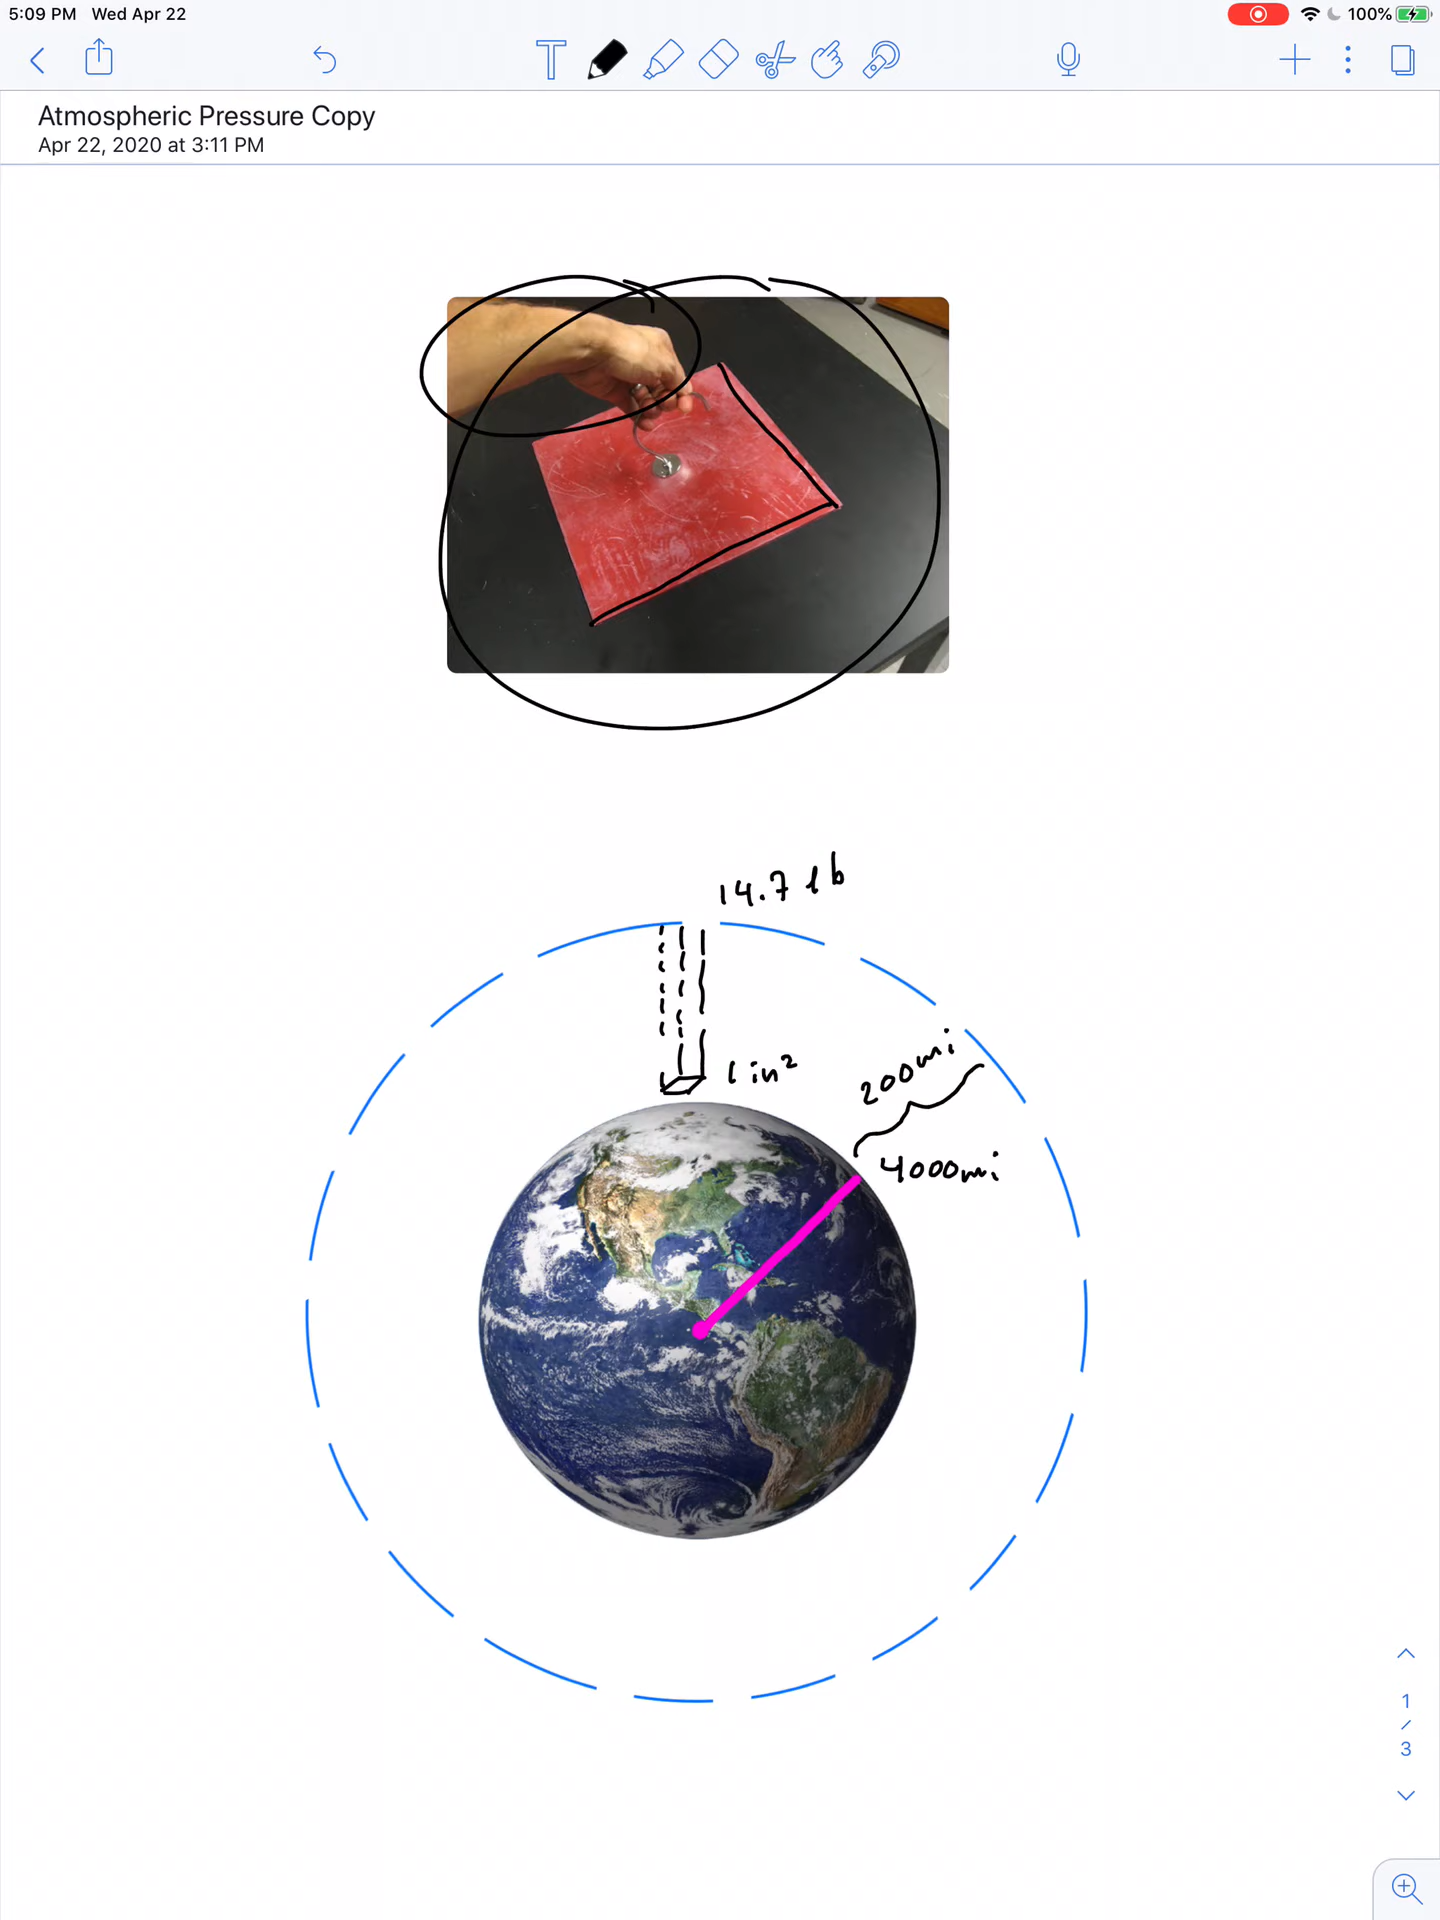 5:09 PM Wed Apr 22
100%
Atmospheric Pressure Copy
Apr 22, 2020 at 3:11 PM
14.7 lb
1 in²
200mi
4000mi
1
/
3